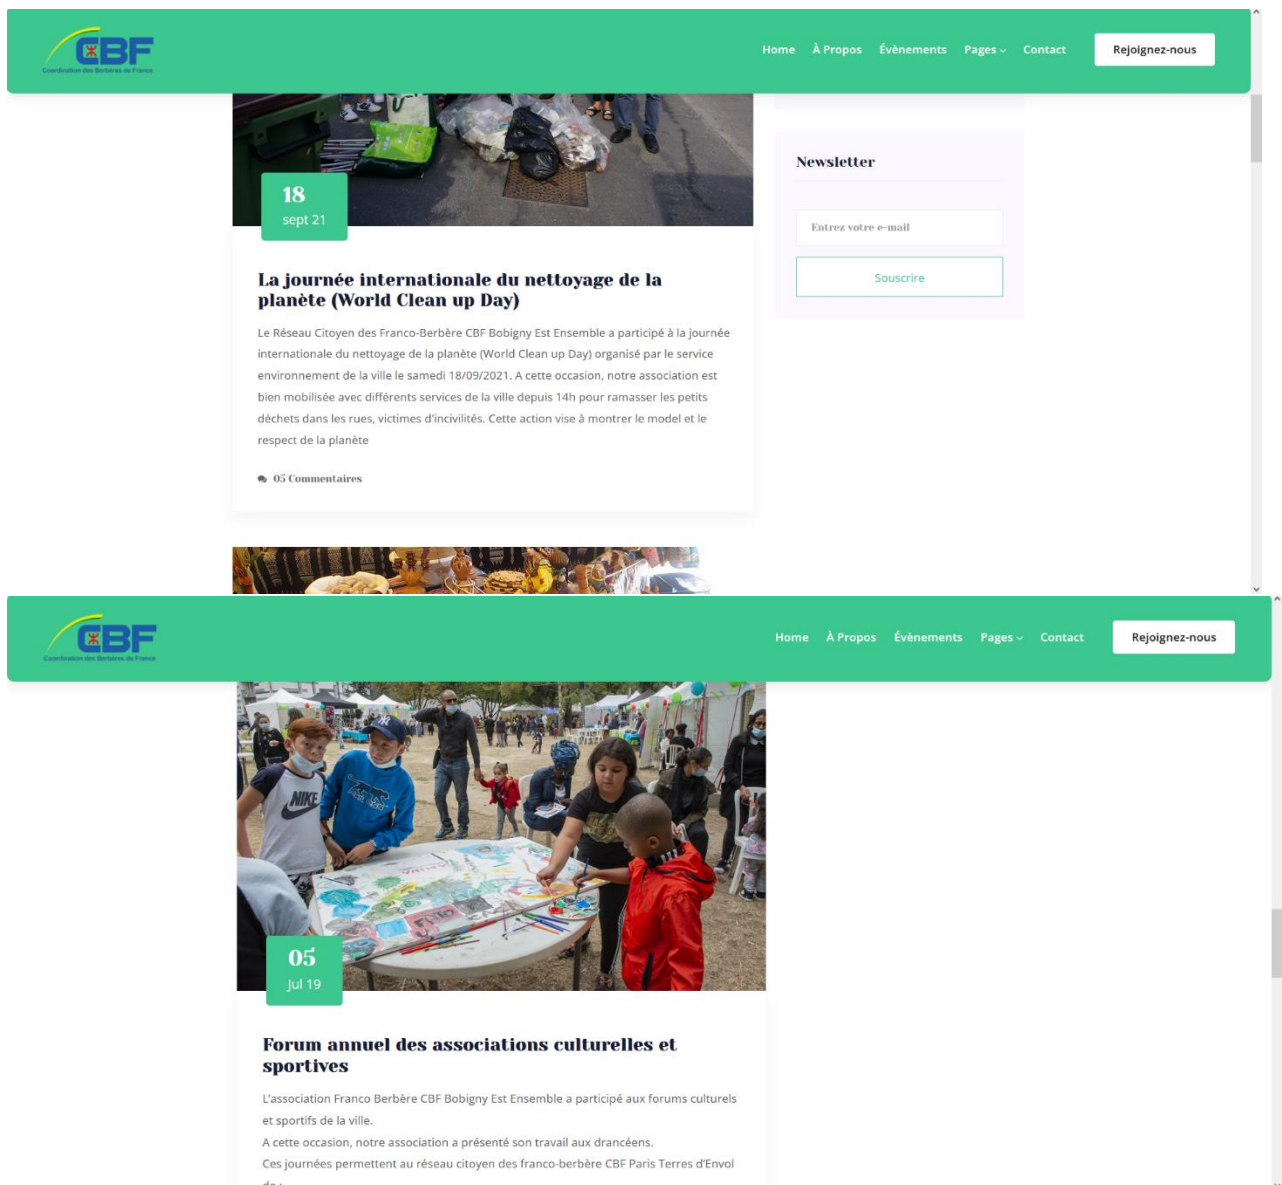 CBF
Coordination des Berbères de France
Home À Propos Évènements Pages Contact Rejoignez-nous
18
sept 21
Newsletter
Entrez votre e-mail
Souscrire
La journée internationale du nettoyage de la
planète (World Clean up Day)
Le Réseau Citoyen des Franco-Berbère CBF Bobigny Est Ensemble a participé à la journée
internationale du nettoyage de la planète (World Clean up Day) organisé par le service
environnement de la ville le samedi 18/09/2021. A cette occasion, notre association est
bien mobilisée avec différents services de la ville depuis 14h pour ramasser les petits
déchets dans les rues, victimes d'incivilités. Cette action vise à montrer le model et le
respect de la planète
05 Commentaires
CBF
Coordination des Berbères de France
Home À Propos Évènements Pages Contact Rejoignez-nous
NIKE
05
Jul 19
Forum annuel des associations culturelles et
sportives
L'association Franco Berbère CBF Bobigny Est Ensemble a participé aux forums culturels
et sportifs de la ville.
A cette occasion, notre association a présenté son travail aux drancéens.
Ces journées permettent au réseau citoyen des franco-berbère CBF Paris Terres d'Envol